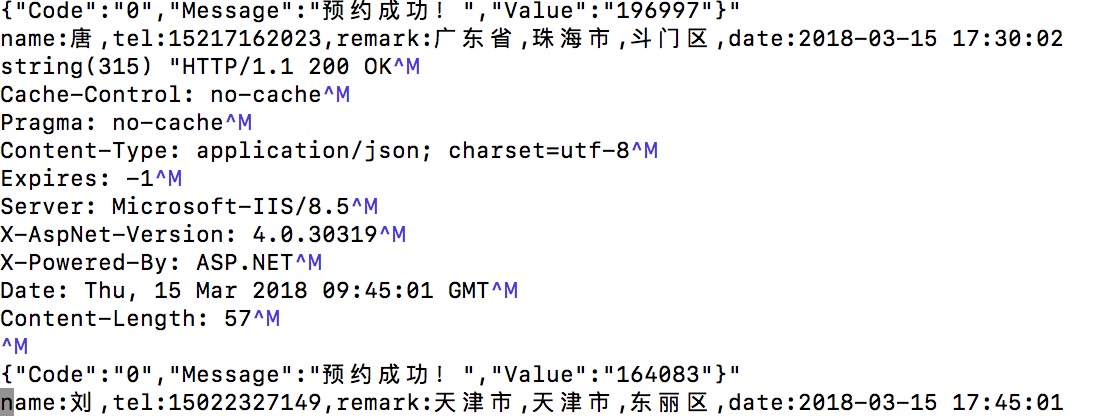 {"Code":"0","Message":"预约成功！","Value":"196997"}"
name:唐,tel:15217162023,remark:广东省,珠海市,斗门区,date:2018-03-15 17:30:02
string(315) "HTTP/1.1 200 OK^M
Cache-Control: no-cache^M
Pragma: no-cache^M
Content-Type: application/json; charset=utf-8^M
Expires: -1^M
Server: Microsoft-IIS/8.5^M
X-AspNet-Version: 4.0.30319^M
X-Powered-By: ASP.NET^M
Date: Thu, 15 Mar 2018 09:45:01 GMT^M
Content-Length: 57^M
^M
{"Code":"0","Message":"预约成功！","Value":"164083"}"
name:刘,tel:15022327149,remark:天津市,天津市,东丽区,date:2018-03-15 17:45:01